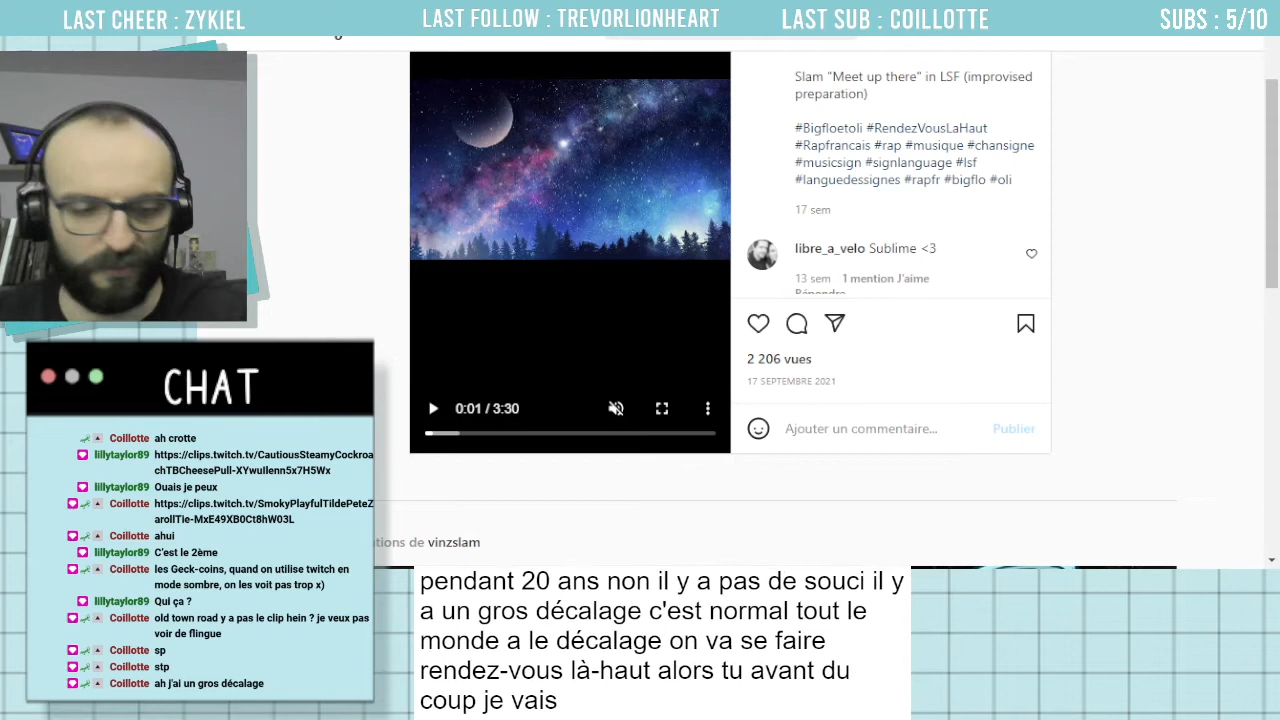 LAST CHEER : ZYKIEL
LAST FOLLOW : TREVORLIONHEART
LAST SUB : COILLOTTE
SUBS : 5/10
Slam "Meet up there" in LSF (improvised
preparation)
#Bigfloetoli #RendezVousLaHaut
#Rapfrancais #rap #musique #chansigne
#musicsign #signlanguage #lsf
#languedessignes #rapfr #bigflo #oli
17 sem
libre_a_velo Sublime <3
13 sem 1 mention J'aime
Répondre
2 206 vues
17 SEPTEMBRE 2021
Ajouter un commentaire... Publier
0:01 / 3:30
CHAT
Coillotte ah crotte
lillytaylor89 https://clips.twitch.tv/CautiousSteamyCockroa
chTBCheesePull-XYwuIlenn5x7H5Wx
lillytaylor89 Ouais je peux
Coillotte https://clips.twitch.tv/SmokyPlayfulTildePeteZ
arollTie-MxE49XB0Ct8hW03L
Coillotte ahui
lillytaylor89 C'est le 2ème
Coillotte les Geck-coins, quand on utilise twitch en
mode sombre, on les voit pas trop x)
lillytaylor89 Qui ça ?
Coillotte old town road y a pas le clip hein ? je veux pas
voir de flingue
Coillotte sp
Coillotte stp
Coillotte ah j'ai un gros décalage
de vinzslam
pendant 20 ans non il y a pas de souci il y
a un gros décalage c'est normal tout le
monde a le décalage on va se faire
rendez-vous là-haut alors tu avant du
coup je vais